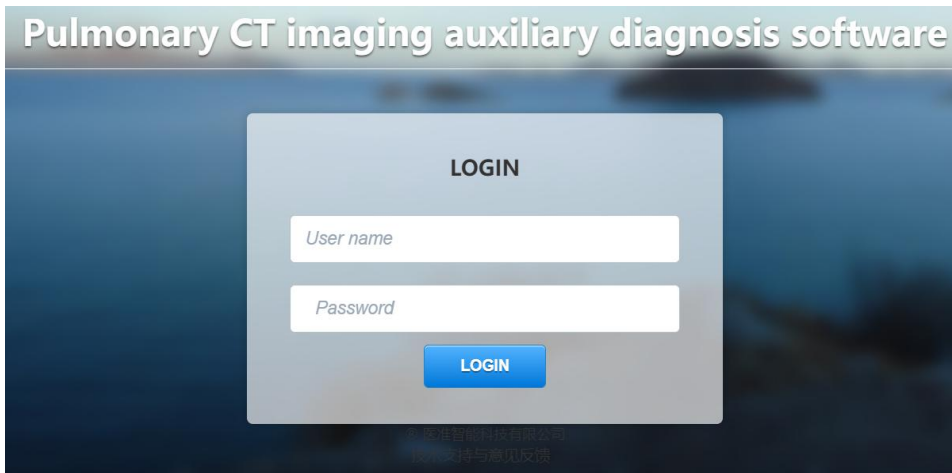 Pulmonary CT imaging auxiliary diagnosis software
LOGIN
User name
Password
LOGIN
© 医准智能科技有限公司
技术支持与意见反馈